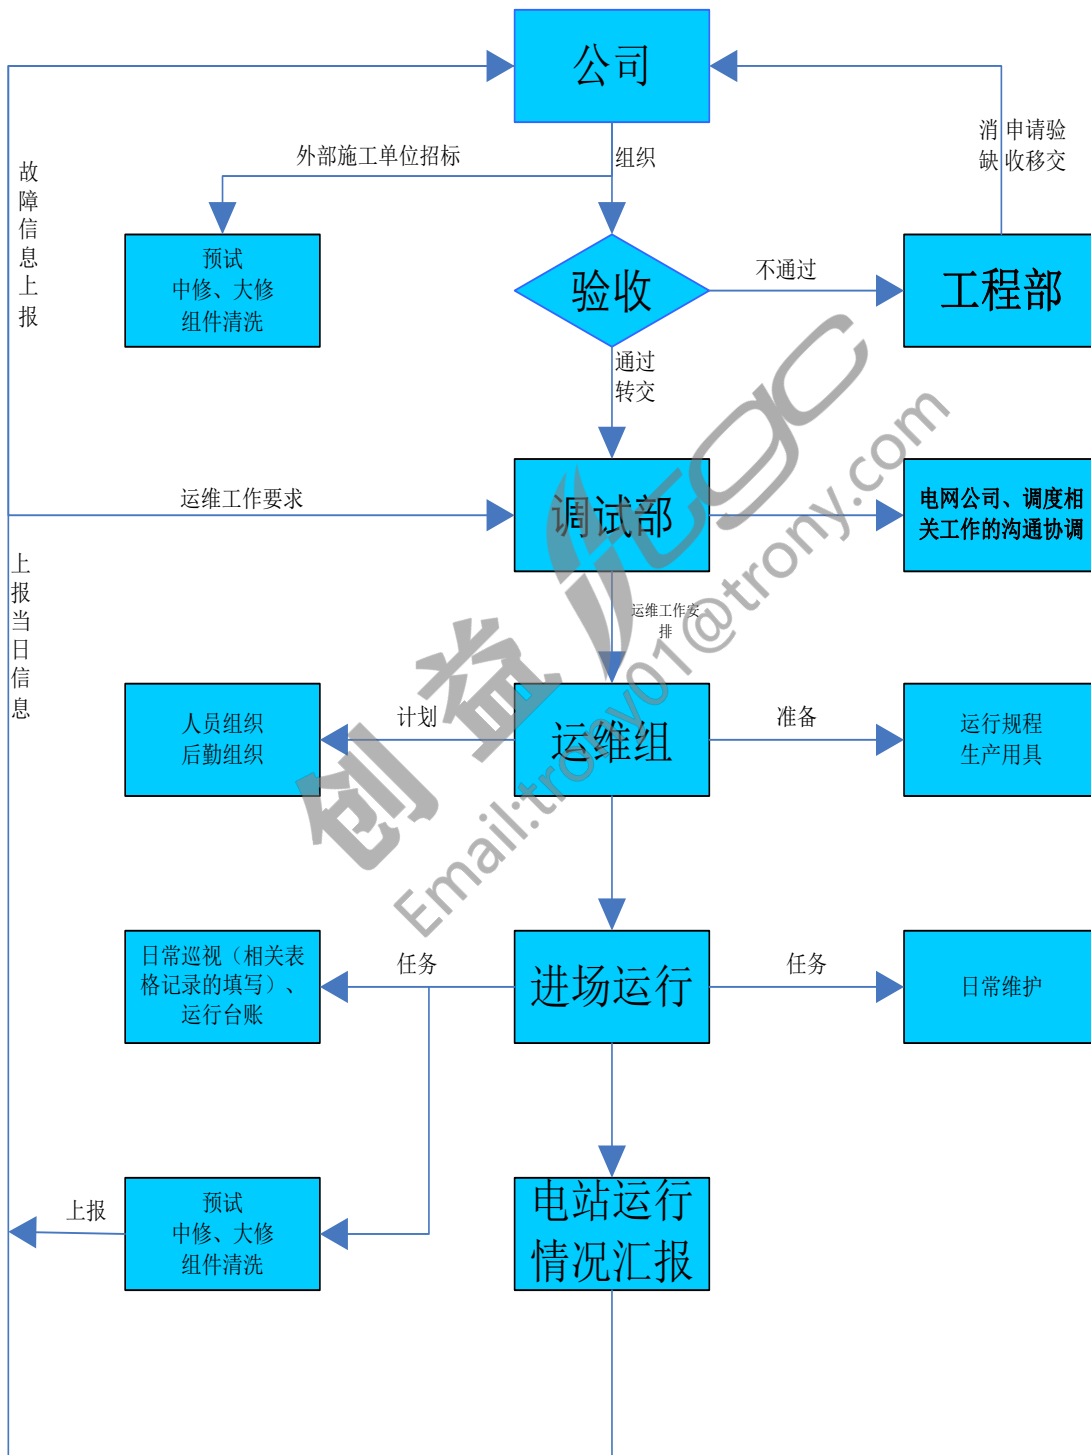 公司
消 申请验
缺 收移交
外部施工单位招标
组织
故障信息上报
预试
中修、大修
组件清洗
验收
不通过
工程部
通过
转交
运维工作要求
调试部
电网公司、调度相
关工作的沟通协调
上报当日信息
运维工作安
排
人员组织
后勤组织
计划
运维组
准备
运行规程
生产用具
日常巡视（相关表
格记录的填写）、
运行台账
任务
进场运行
任务
日常维护
上报
预试
中修、大修
组件清洗
电站运行
情况汇报
创益 tgc
Email:trony01@trony.com